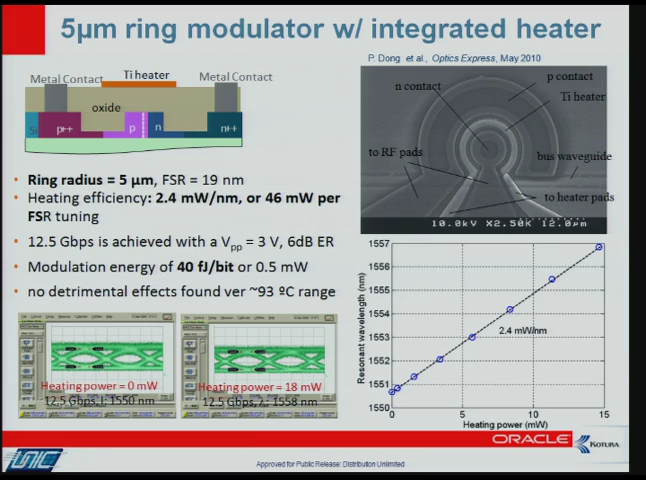 5µm ring modulator w/ integrated heater
P. Dong et al., Optics Express, May 2010
Metal Contact
Ti heater
Metal Contact
oxide
Si
p++
p
n
n++
n contact
p contact
Ti heater
to RF pads
bus waveguide
to heater pads
10.0kV X2.50K 12.0µm
• Ring radius = 5 µm, FSR = 19 nm
• Heating efficiency: 2.4 mW/nm, or 46 mW per
FSR tuning
• 12.5 Gbps is achieved with a Vpp = 3 V, 6dB ER
• Modulation energy of 40 fJ/bit or 0.5 mW
• no detrimental effects found ver ~93 ºC range
Heating power = 0 mW
12.5 Gbps, λ: 1550 nm
Heating power = 18 mW
12.5 Gbps, λ: 1558 nm
Resonant wavelength (nm)
1557
1556
1555
1554
1553
1552
1551
1550
2.4 mW/nm
0
5
10
15
Heating power (mW)
ORACLE
KOTURA
UNIC
Approved for Public Release: Distribution Unlimited